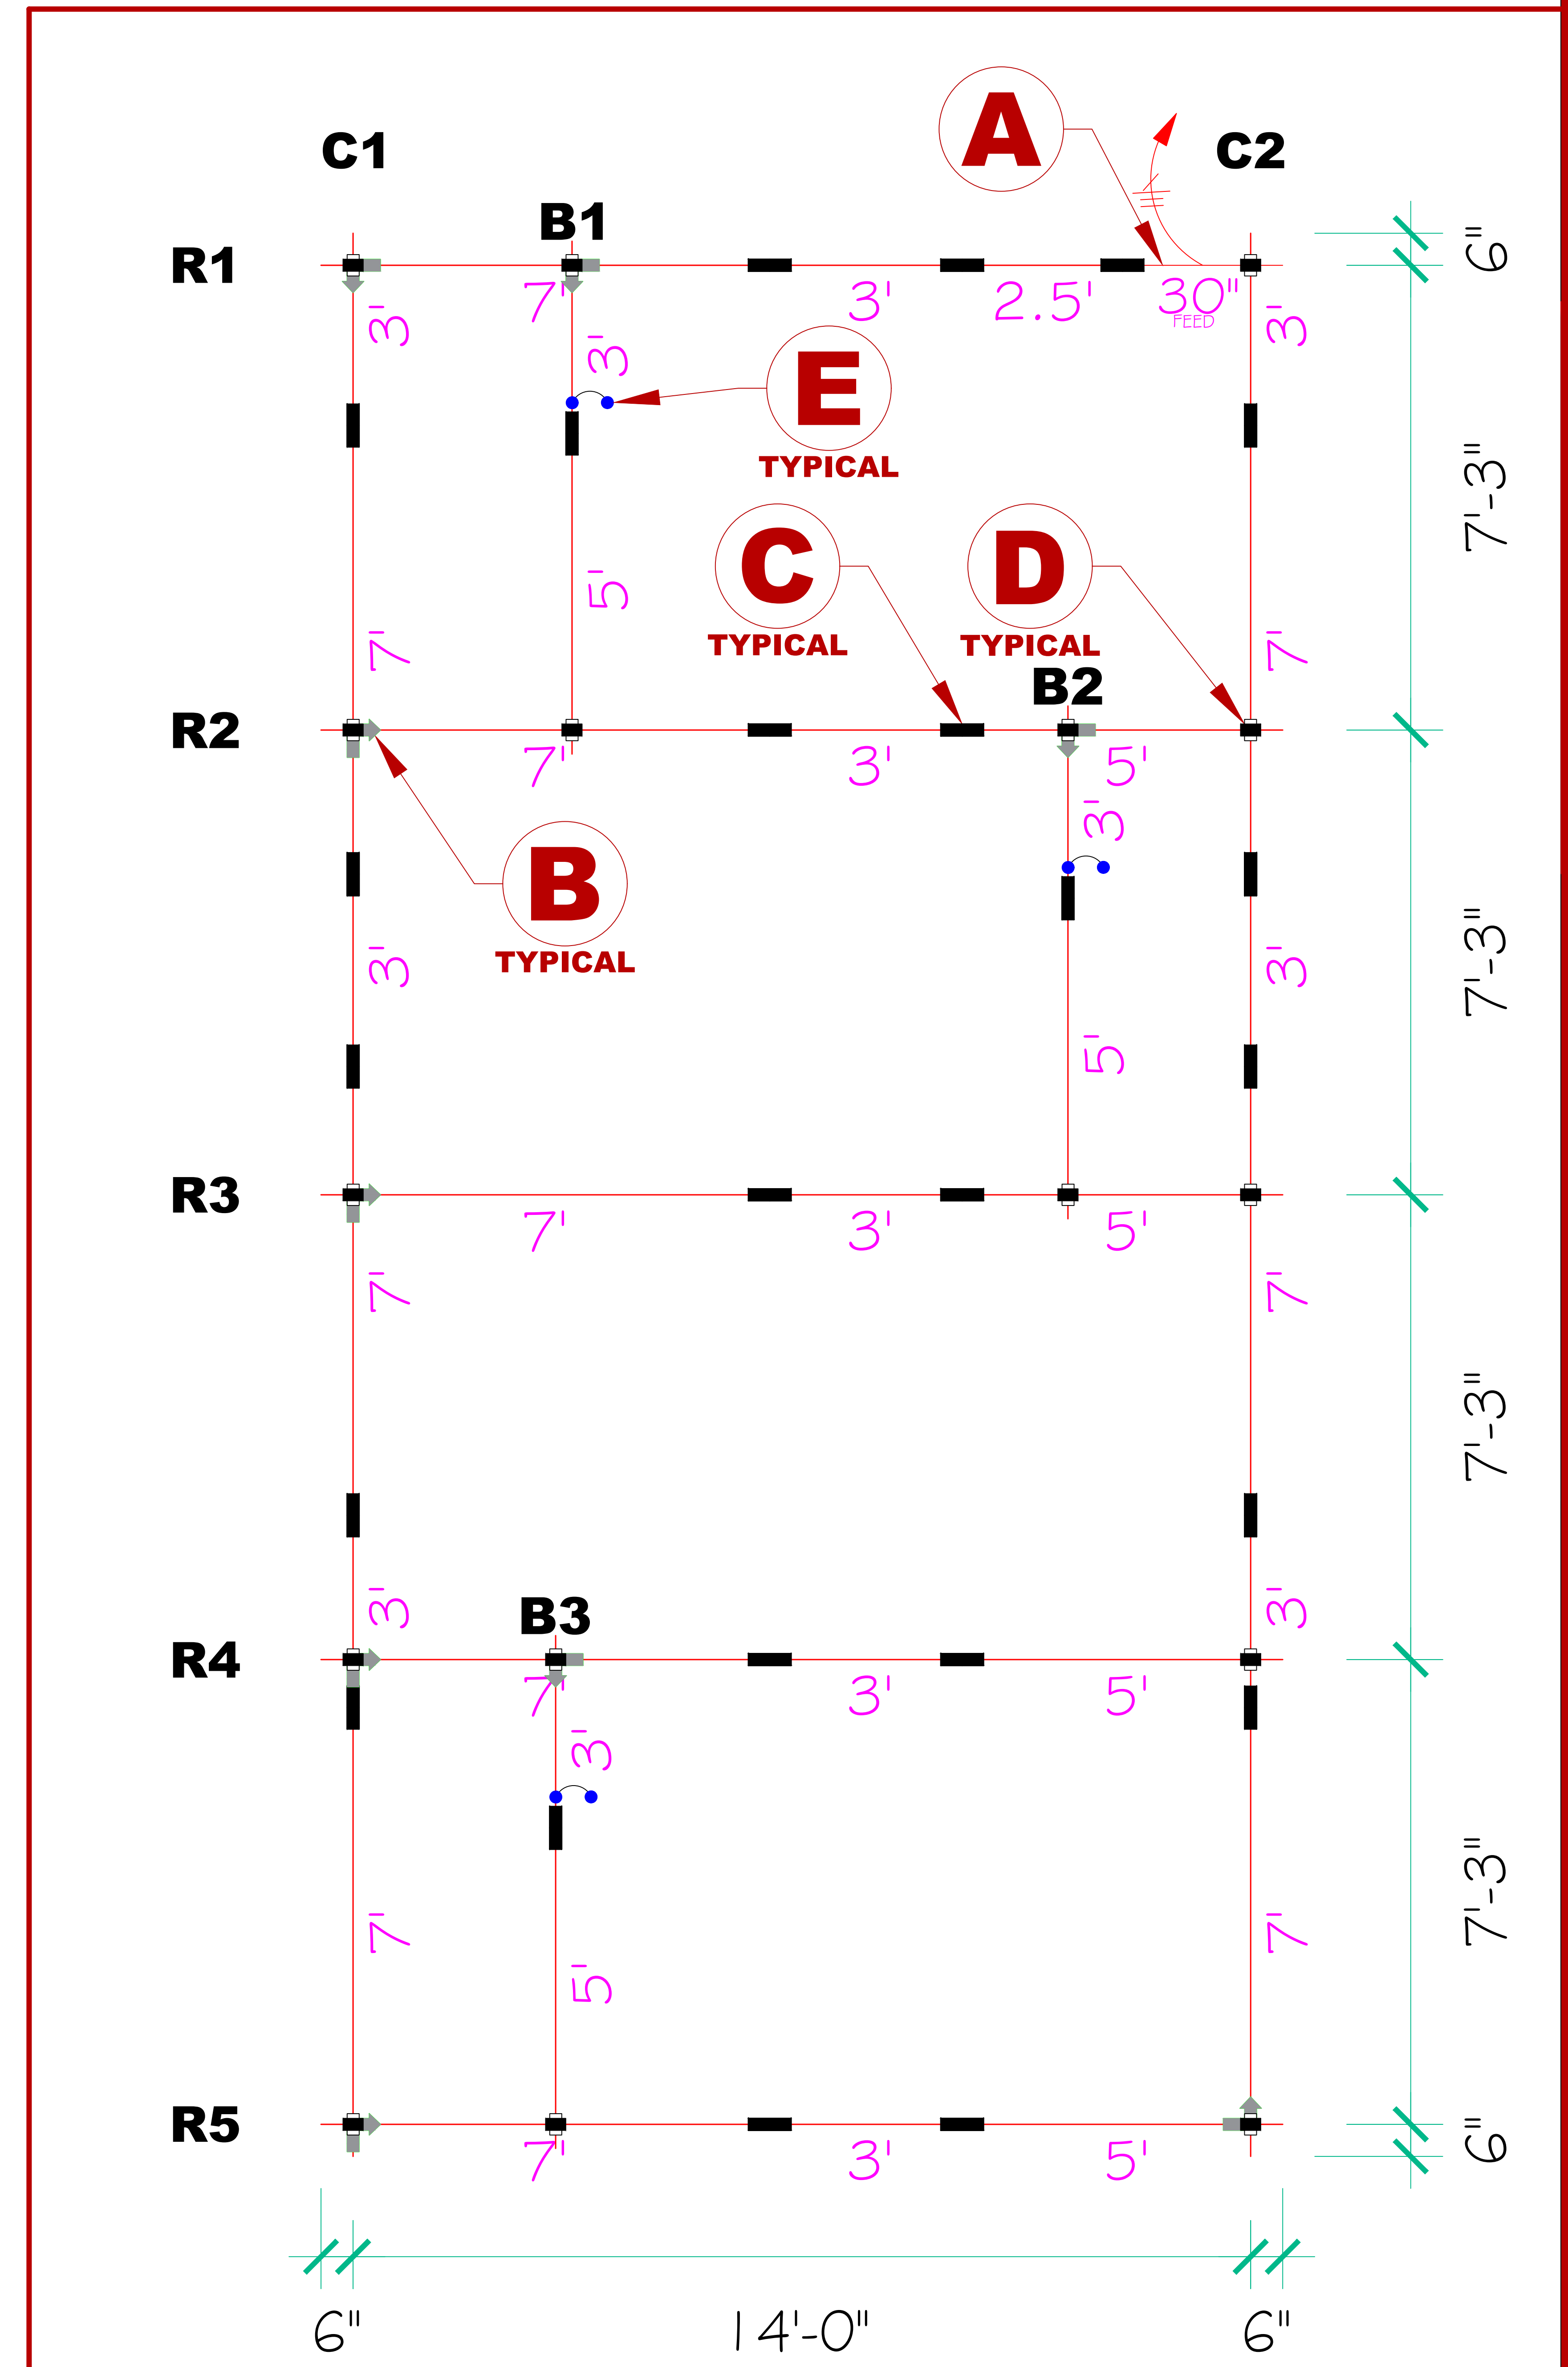 A
C1
C2
B1
R1
6"
7' 3' 2.5' 30"
FEED
3' 3' 3'
E
TYPICAL
7'-3"
C
TYPICAL
D
TYPICAL
5'
7' 7'
B2
R2
7' 3' 5'
3'
B
TYPICAL
3' 3'
7'-3"
5'
R3
7' 3' 5'
7' 7'
7'-3"
B3
3' 3'
R4
7' 3' 5'
3'
7'-3"
7' 7'
5'
R5
7' 3' 5'
6"
6" 14'-0" 6"